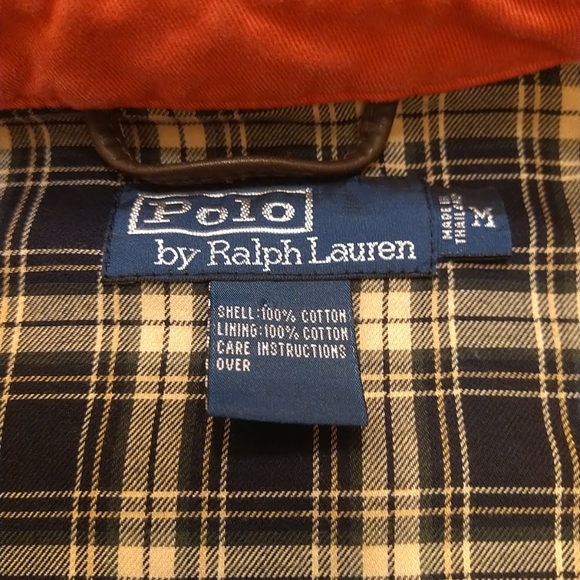 Polo
by Ralph Lauren
MADE IN
THAILAND
M
SHELL:100% COTTON
LINING:100% COTTON
CARE INSTRUCTIONS
OVER